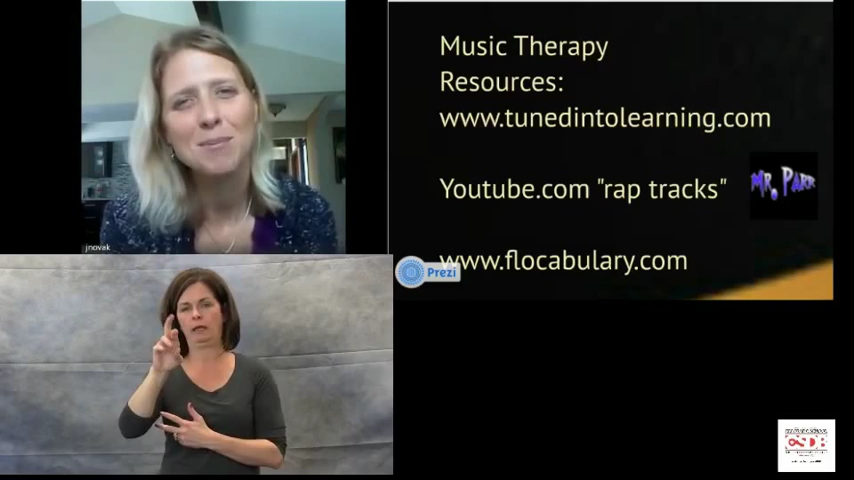 Music Therapy
Resources:
www.tunedintolearning.com
Youtube.com "rap tracks"
MR. PARR
www.flocabulary.com
Prezi
jnovak